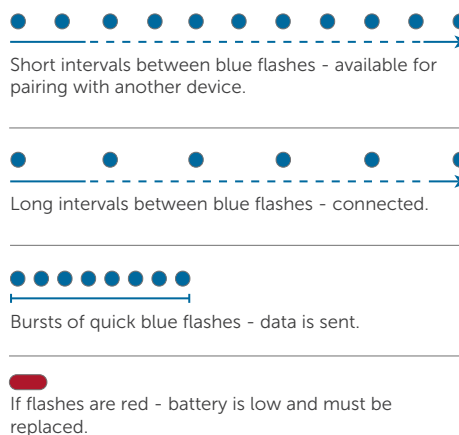 Short intervals between blue flashes - available for
pairing with another device.
Long intervals between blue flashes - connected.
Bursts of quick blue flashes - data is sent.
If flashes are red - battery is low and must be
replaced.